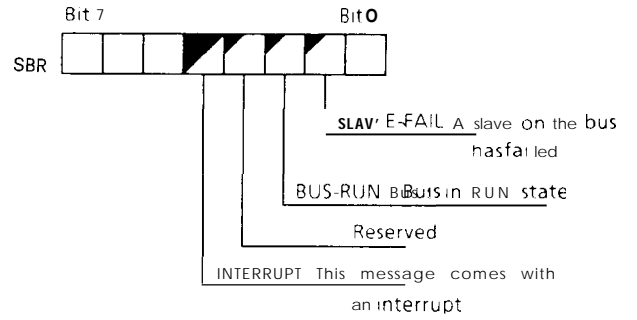 Bit 7 Bit 0
SBR
SLAV' E-FAIL A slave on the bus
has failed
BUS-RUN Bus is in RUN state
Reserved
INTERRUPT This message comes with
an interrupt